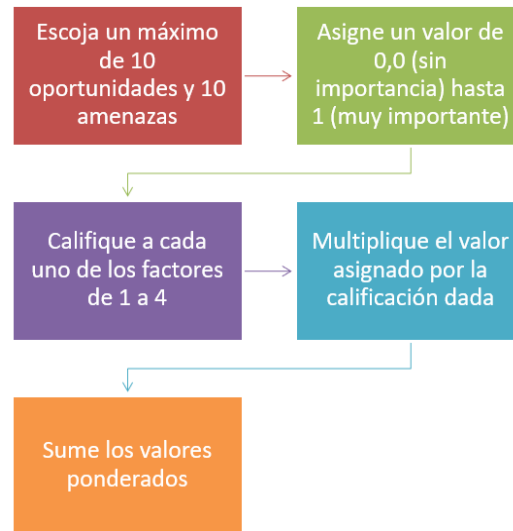 Escoja un máximo
de 10
oportunidades y 10
amenazas
Asigne un valor de
0,0 (sin
importancia) hasta
1 (muy importante)
Califique a cada
uno de los factores
de 1 a 4
Multiplique el valor
asignado por la
calificación dada
Sume los valores
ponderados